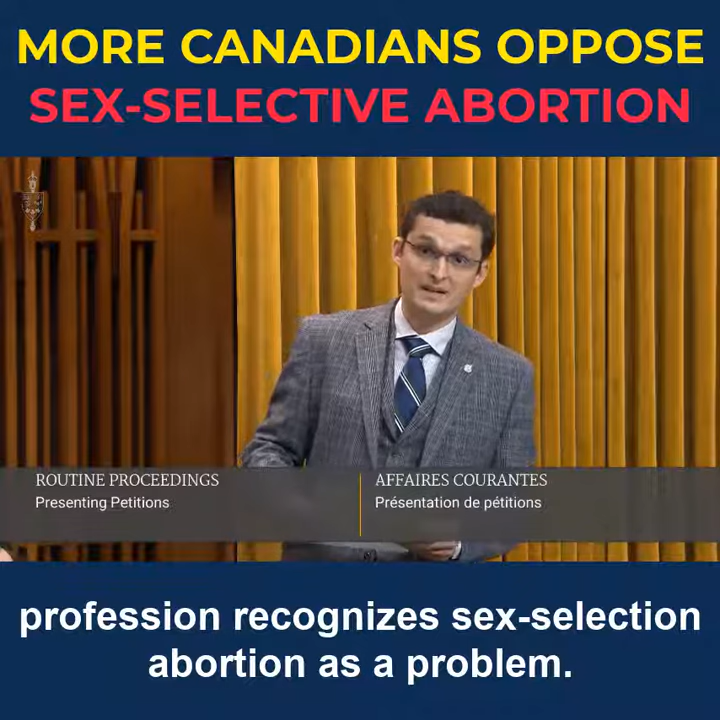 MORE CANADIANS OPPOSE
SEX-SELECTIVE ABORTION
ROUTINE PROCEEDINGS
Presenting Petitions
AFFAIRES COURANTES
Présentation de pétitions
profession recognizes sex-selection
abortion as a problem.